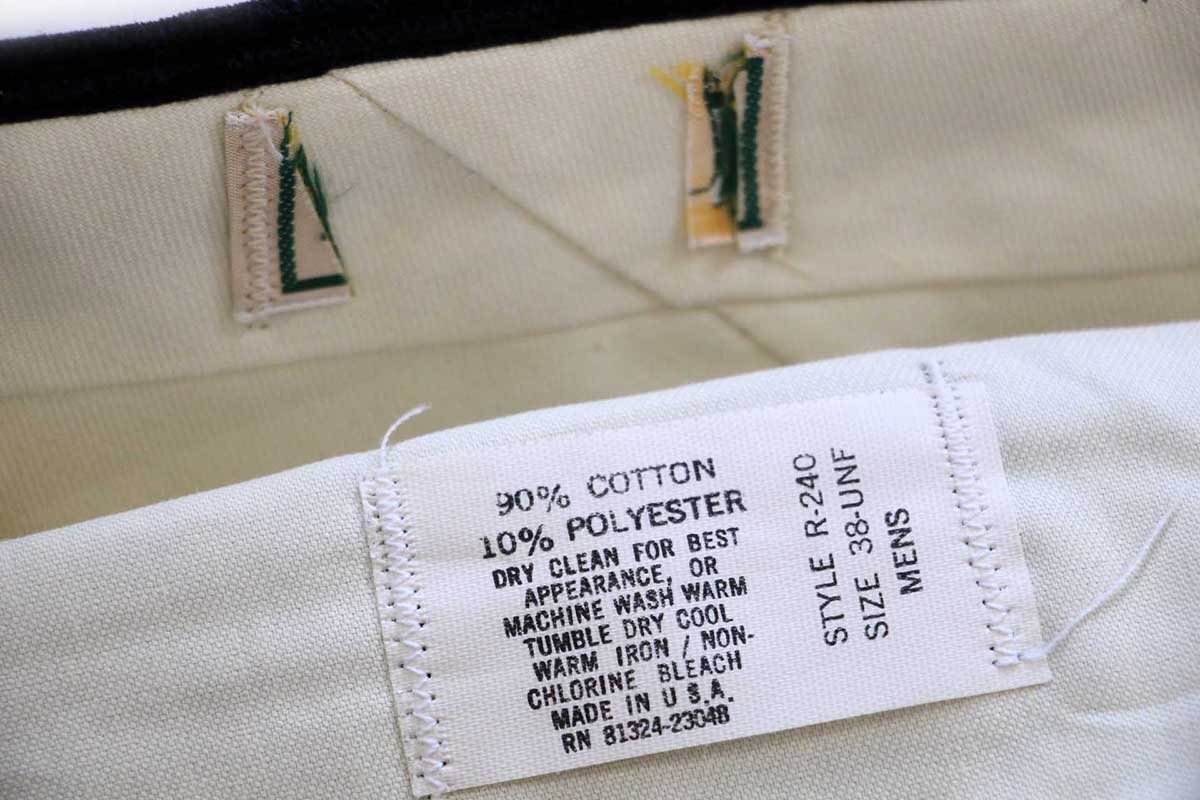 90% COTTON
10% POLYESTER
DRY CLEAN FOR BEST
APPEARANCE, OR
MACHINE WASH WARM
TUMBLE DRY COOL
WARM IRON / NON-
CHLORINE BLEACH
MADE IN U S.A.
RN 81324-23048
STYLE R-240
SIZE 38-UNF
MENS